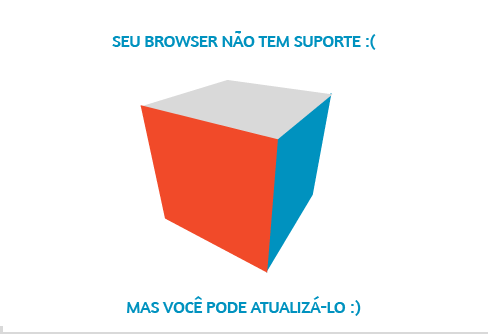 SEU BROWSER NÃO TEM SUPORTE :(
MAS VOCÊ PODE ATUALIZÁ-LO :)